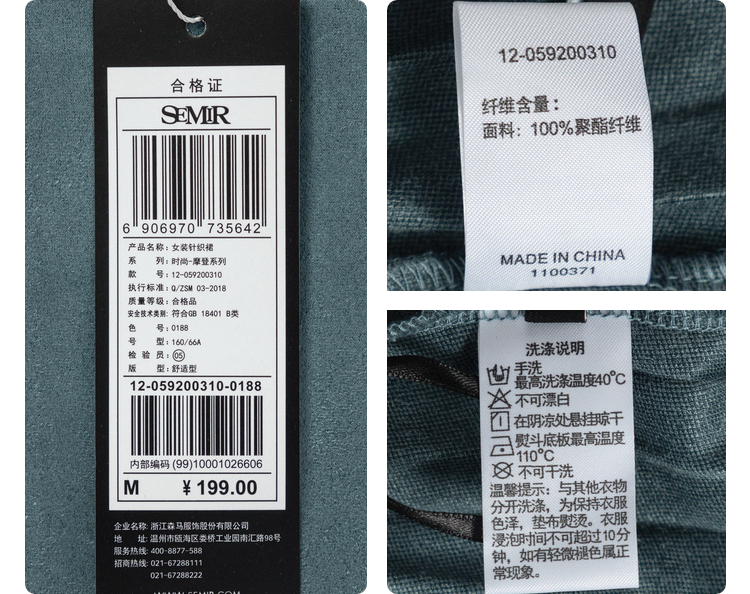 合格证
SEMIR
6 906970 735642
产品名称: 女装针织裙
系 列: 时尚-摩登系列
款 号: 12-059200310
执行标准: Q/ZSM 03-2018
质量等级: 合格品
安全技术类别: 符合GB 18401 B类
色 号: 0188
号 型: 160/66A
检 验 员: 05
版 型: 舒适型
12-059200310-0188
内部编码 (99)10001026606
M ¥ 199.00
企业名称: 浙江森马服饰股份有限公司
地 址: 温州市瓯海区娄桥工业园南汇路98号
服务热线: 400-8877-588
招商热线: 021-67288111
021-67288222
12-059200310
纤维含量:
面料: 100%聚酯纤维
MADE IN CHINA
1100371
洗涤说明
手洗
最高洗涤温度40°C
不可漂白
在阴凉处悬挂晾干
熨斗底板最高温度
110°C
不可干洗
温馨提示: 与其他衣物
分开洗涤, 为保持衣服
色泽, 垫布熨烫。衣服
浸泡时间不可超过10分
钟, 如有轻微褪色属正
常现象。